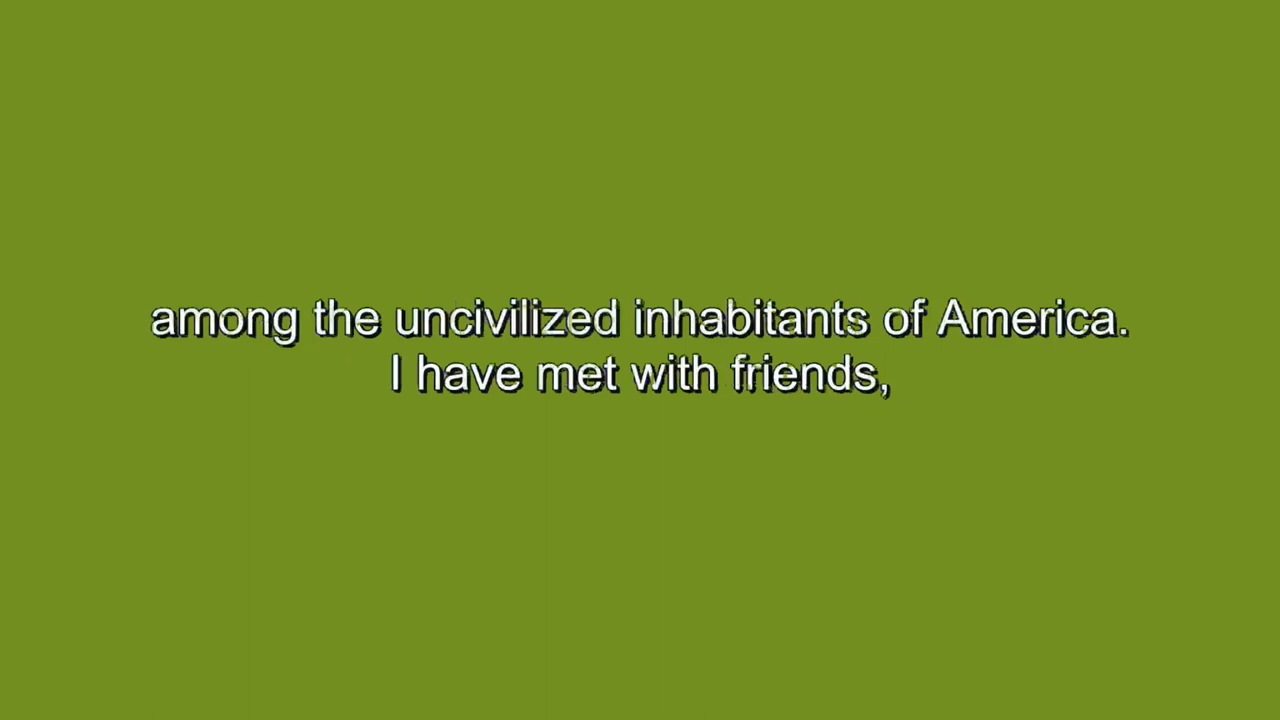 among the uncivilized inhabitants of America.
I have met with friends,